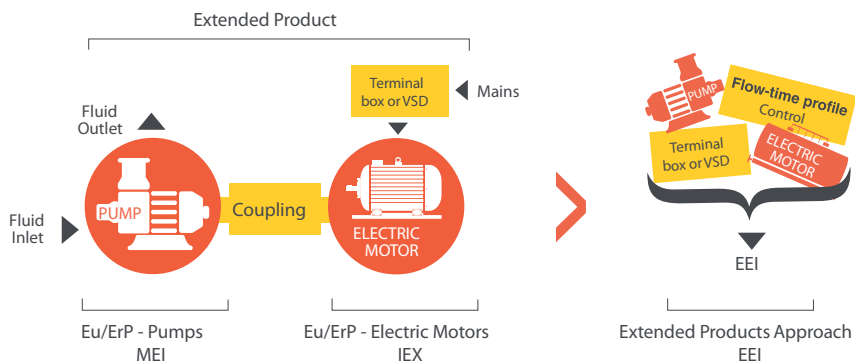 Extended Product
Terminal
box or VSD
Mains
Fluid
Outlet
PUMP
Coupling
Fluid
Inlet
ELECTRIC
MOTOR
Eu/ErP - Pumps
MEI
Eu/ErP - Electric Motors
IEX
PUMP
Flow-time profile
Control
Terminal
box or VSD
ELECTRIC
MOTOR
EEI
Extended Products Approach
EEI